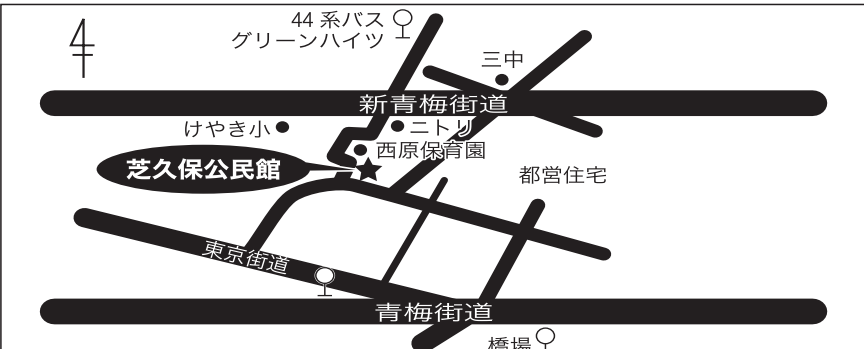 44 系バス
グリーンハイツ
三中
新青梅街道
けやき小
ニトリ
西原保育園
芝久保公民館
都営住宅
東京街道
青梅街道
橋場